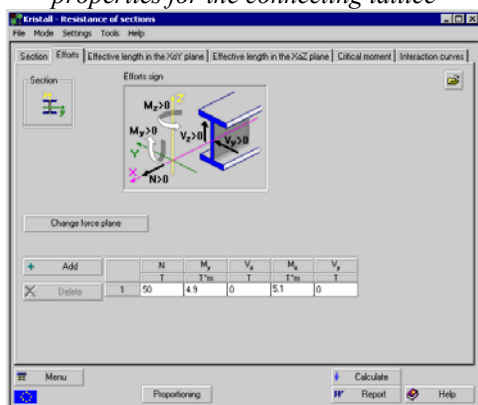 properties for the connecting lattice
Kristall - Resistance of sections
File Mode Settings Tools Help
Section Efforts Effective length in the XoY plane Effective length in the XoZ plane Critical moment Interaction curves
Section
Efforts sign
Mz>0
My>0
Vz>0
Vy>0
N>0
Z
Y
X
Change force plane
Add
Delete
N My Vz Mz Vy
T T*m T T*m T
1 50 4.9 0 5.1 0
Menu
Calculate
Proportioning
Report
Help